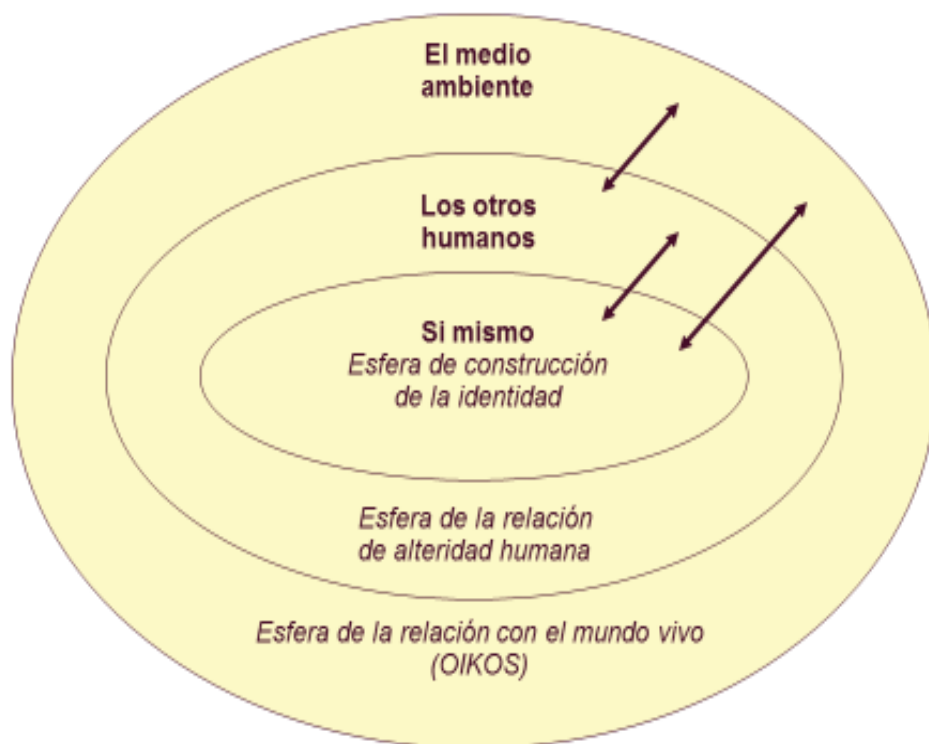 El medio
ambiente
Los otros
humanos
Si mismo
Esfera de construcción
de la identidad
Esfera de la relación
de alteridad humana
Esfera de la relación con el mundo vivo
(OIKOS)